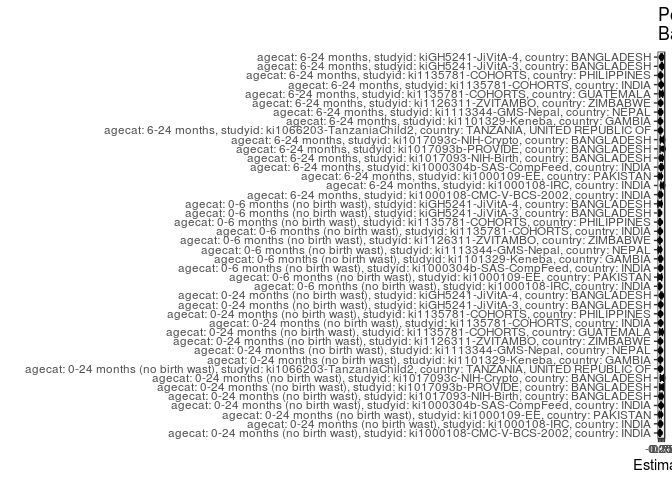 agecat: 6-24 months, studyid: kiGH5241-JiVitA-4, country: BANGLADESH
agecat: 6-24 months, studyid: kiGH5241-JiVitA-3, country: BANGLADESH
agecat: 6-24 months, studyid: ki1135781-COHORTS, country: PHILIPPINES
agecat: 6-24 months, studyid: ki1135781-COHORTS, country: INDIA
agecat: 6-24 months, studyid: ki1135781-COHORTS, country: GUATEMALA
agecat: 6-24 months, studyid: ki1126311-ZVITAMBO, country: ZIMBABWE
agecat: 6-24 months, studyid: ki1113344-GMS-Nepal, country: NEPAL
agecat: 6-24 months, studyid: ki1101329-Keneba, country: GAMBIA
agecat: 6-24 months, studyid: ki1066203-TanzaniaChild2, country: TANZANIA, UNITED REPUBLIC OF
agecat: 6-24 months, studyid: ki1017093c-NIH-Crypto, country: BANGLADESH
agecat: 6-24 months, studyid: ki1017093b-PROVIDE, country: BANGLADESH
agecat: 6-24 months, studyid: ki1017093-NIH-Birth, country: BANGLADESH
agecat: 6-24 months, studyid: ki1000304b-SAS-CompFeed, country: INDIA
agecat: 6-24 months, studyid: ki1000109-EE, country: PAKISTAN
agecat: 6-24 months, studyid: ki1000108-IRC, country: INDIA
agecat: 6-24 months, studyid: ki1000108-CMC-V-BCS-2002, country: INDIA
agecat: 0-6 months (no birth wast), studyid: kiGH5241-JiVitA-4, country: BANGLADESH
agecat: 0-6 months (no birth wast), studyid: kiGH5241-JiVitA-3, country: BANGLADESH
agecat: 0-6 months (no birth wast), studyid: ki1135781-COHORTS, country: PHILIPPINES
agecat: 0-6 months (no birth wast), studyid: ki1135781-COHORTS, country: INDIA
agecat: 0-6 months (no birth wast), studyid: ki1126311-ZVITAMBO, country: ZIMBABWE
agecat: 0-6 months (no birth wast), studyid: ki1113344-GMS-Nepal, country: NEPAL
agecat: 0-6 months (no birth wast), studyid: ki1101329-Keneba, country: GAMBIA
agecat: 0-6 months (no birth wast), studyid: ki1000304b-SAS-CompFeed, country: INDIA
agecat: 0-6 months (no birth wast), studyid: ki1000109-EE, country: PAKISTAN
agecat: 0-6 months (no birth wast), studyid: ki1000108-IRC, country: INDIA
agecat: 0-24 months (no birth wast), studyid: kiGH5241-JiVitA-4, country: BANGLADESH
agecat: 0-24 months (no birth wast), studyid: kiGH5241-JiVitA-3, country: BANGLADESH
agecat: 0-24 months (no birth wast), studyid: ki1135781-COHORTS, country: PHILIPPINES
agecat: 0-24 months (no birth wast), studyid: ki1135781-COHORTS, country: INDIA
agecat: 0-24 months (no birth wast), studyid: ki1135781-COHORTS, country: GUATEMALA
agecat: 0-24 months (no birth wast), studyid: ki1126311-ZVITAMBO, country: ZIMBABWE
agecat: 0-24 months (no birth wast), studyid: ki1113344-GMS-Nepal, country: NEPAL
agecat: 0-24 months (no birth wast), studyid: ki1101329-Keneba, country: GAMBIA
agecat: 0-24 months (no birth wast), studyid: ki1066203-TanzaniaChild2, country: TANZANIA, UNITED REPUBLIC OF
agecat: 0-24 months (no birth wast), studyid: ki1017093c-NIH-Crypto, country: BANGLADESH
agecat: 0-24 months (no birth wast), studyid: ki1017093b-PROVIDE, country: BANGLADESH
agecat: 0-24 months (no birth wast), studyid: ki1017093-NIH-Birth, country: BANGLADESH
agecat: 0-24 months (no birth wast), studyid: ki1000304b-SAS-CompFeed, country: INDIA
agecat: 0-24 months (no birth wast), studyid: ki1000109-EE, country: PAKISTAN
agecat: 0-24 months (no birth wast), studyid: ki1000108-IRC, country: INDIA
agecat: 0-24 months (no birth wast), studyid: ki1000108-CMC-V-BCS-2002, country: INDIA